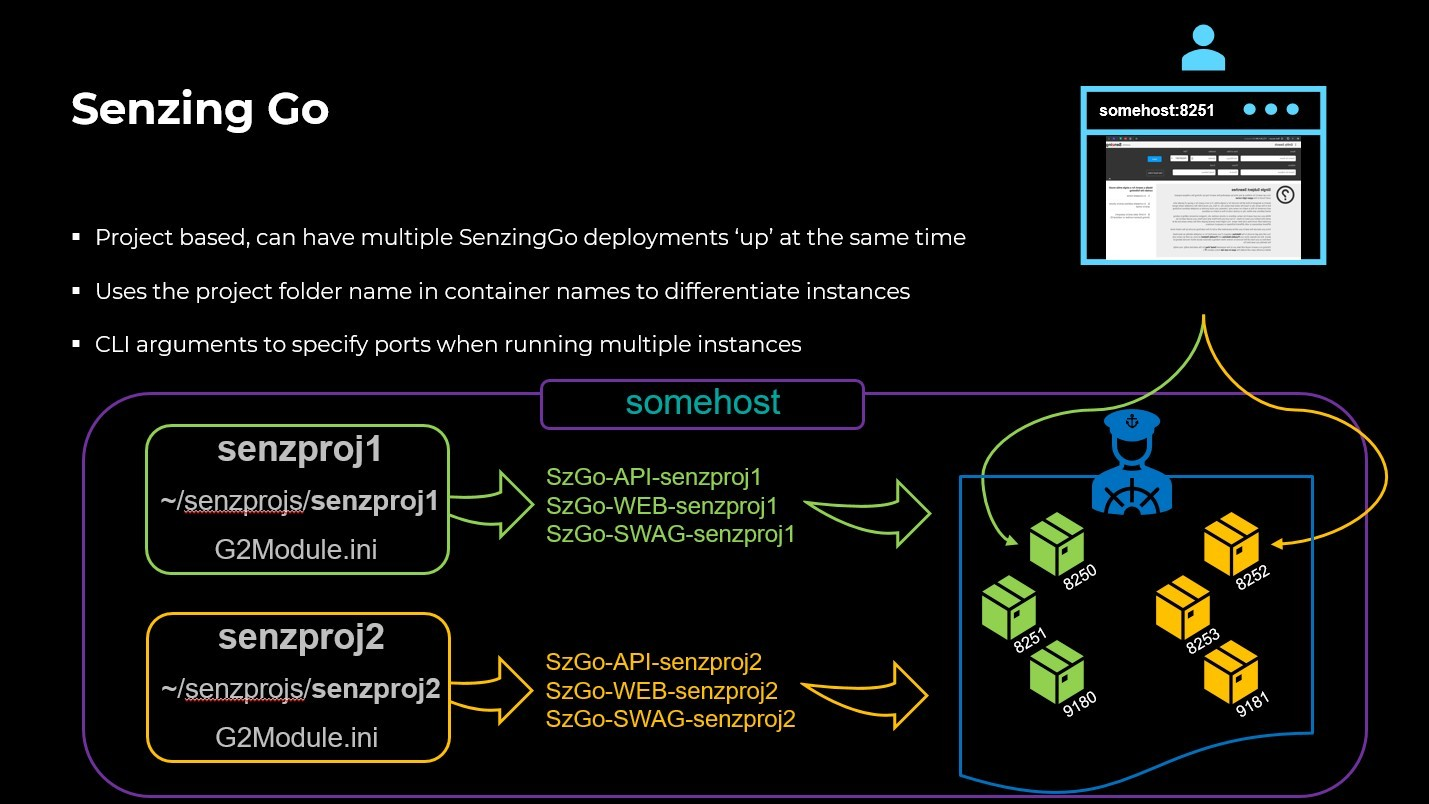 Senzing Go
somehost:8251
Project based, can have multiple SenzingGo deployments ‘up’ at the same time
Uses the project folder name in container names to differentiate instances
CLI arguments to specify ports when running multiple instances
somehost
senzproj1
~/senzprojs/senzproj1
G2Module.ini
SzGo-API-senzproj1
SzGo-WEB-senzproj1
SzGo-SWAG-senzproj1
8250
8251
9180
8252
8253
9181
senzproj2
~/senzprojs/senzproj2
G2Module.ini
SzGo-API-senzproj2
SzGo-WEB-senzproj2
SzGo-SWAG-senzproj2